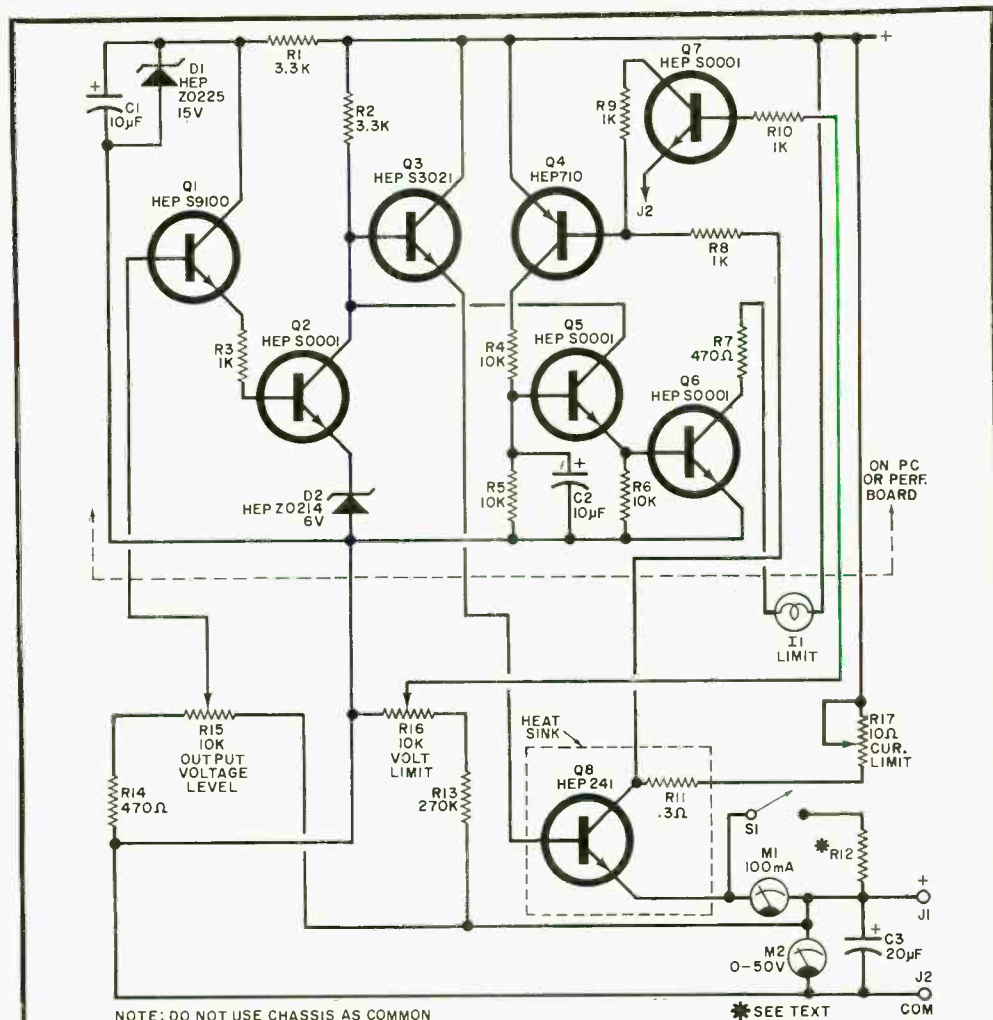 +
D1
HEP
Z0225
15V
+
C1
10µF
R1
3.3K
R2
3.3K
Q1
HEP S9100
Q3
HEP S3021
Q4
HEP710
Q7
HEP S0001
R9
1K
R10
1K
J2
R8
1K
R3
1K
Q2
HEP S0001
R4
10K
Q5
HEP S0001
R7
470Ω
Q6
HEP S0001
D2
HEP Z0214
6V
R5
10K
+
C2
10µF
R6
10K
ON PC
OR PERF.
BOARD
I1
LIMIT
R15
10K
OUTPUT
VOLTAGE
LEVEL
R14
470Ω
R16
10K
VOLT
LIMIT
R13
270K
HEAT
SINK
Q8
HEP 241
R11
.3Ω
R17
10Ω
CUR.
LIMIT
S1
*R12
M1
100mA
+
J1
M2
0-50V
+
C3
20µF
J2
COM
NOTE: DO NOT USE CHASSIS AS COMMON
*SEE TEXT